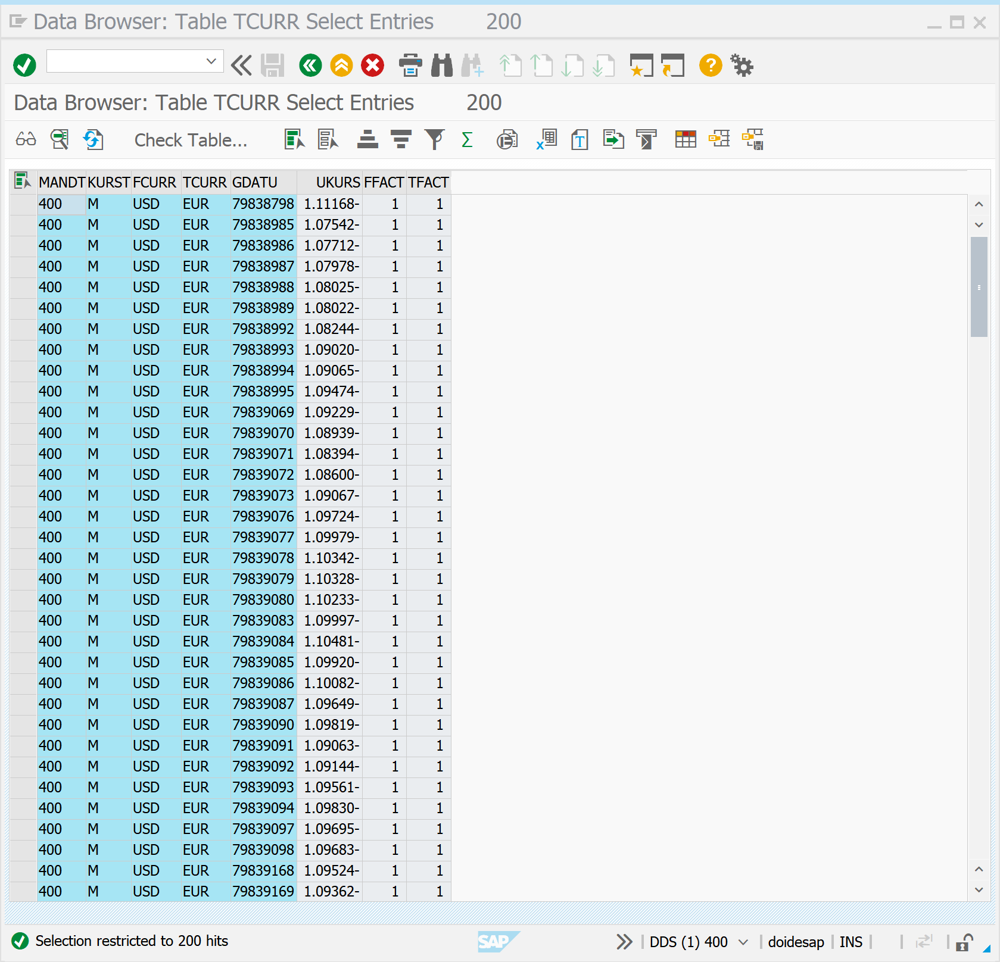 Data Browser: Table TCURR Select Entries 200
Data Browser: Table TCURR Select Entries 200
Check Table...
MANDT KURST FCURR TCURR GDATU UKURS FFACT TFACT
400 M USD EUR 79838798 1.11168- 1 1
400 M USD EUR 79838985 1.07542- 1 1
400 M USD EUR 79838986 1.07712- 1 1
400 M USD EUR 79838987 1.07978- 1 1
400 M USD EUR 79838988 1.08025- 1 1
400 M USD EUR 79838989 1.08022- 1 1
400 M USD EUR 79838992 1.08244- 1 1
400 M USD EUR 79838993 1.09020- 1 1
400 M USD EUR 79838994 1.09065- 1 1
400 M USD EUR 79838995 1.09474- 1 1
400 M USD EUR 79839069 1.09229- 1 1
400 M USD EUR 79839070 1.08939- 1 1
400 M USD EUR 79839071 1.08394- 1 1
400 M USD EUR 79839072 1.08600- 1 1
400 M USD EUR 79839073 1.09067- 1 1
400 M USD EUR 79839076 1.09724- 1 1
400 M USD EUR 79839077 1.09979- 1 1
400 M USD EUR 79839078 1.10342- 1 1
400 M USD EUR 79839079 1.10328- 1 1
400 M USD EUR 79839080 1.10233- 1 1
400 M USD EUR 79839083 1.09997- 1 1
400 M USD EUR 79839084 1.10481- 1 1
400 M USD EUR 79839085 1.09920- 1 1
400 M USD EUR 79839086 1.10082- 1 1
400 M USD EUR 79839087 1.09649- 1 1
400 M USD EUR 79839090 1.09819- 1 1
400 M USD EUR 79839091 1.09063- 1 1
400 M USD EUR 79839092 1.09144- 1 1
400 M USD EUR 79839093 1.09561- 1 1
400 M USD EUR 79839094 1.09830- 1 1
400 M USD EUR 79839097 1.09695- 1 1
400 M USD EUR 79839098 1.09683- 1 1
400 M USD EUR 79839168 1.09524- 1 1
400 M USD EUR 79839169 1.09362- 1 1
Selection restricted to 200 hits SAP DDS (1) 400 doidesap INS